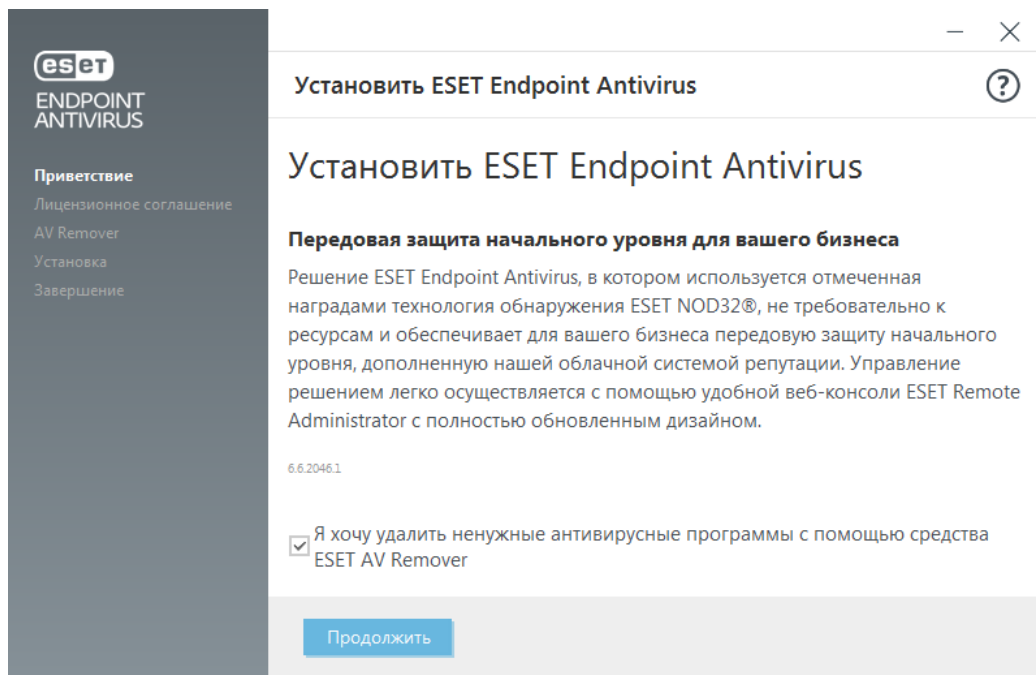 eset
ENDPOINT
ANTIVIRUS
Приветствие
Лицензионное соглашение
AV Remover
Установка
Завершение
Установить ESET Endpoint Antivirus
?
Установить ESET Endpoint Antivirus
Передовая защита начального уровня для вашего бизнеса
Решение ESET Endpoint Antivirus, в котором используется отмеченная
наградами технология обнаружения ESET NOD32®, не требовательно к
ресурсам и обеспечивает для вашего бизнеса передовую защиту начального
уровня, дополненную нашей облачной системой репутации. Управление
решением легко осуществляется с помощью удобной веб-консоли ESET Remote
Administrator с полностью обновленным дизайном.
6.6.2046.1
Я хочу удалить ненужные антивирусные программы с помощью средства
ESET AV Remover
Продолжить